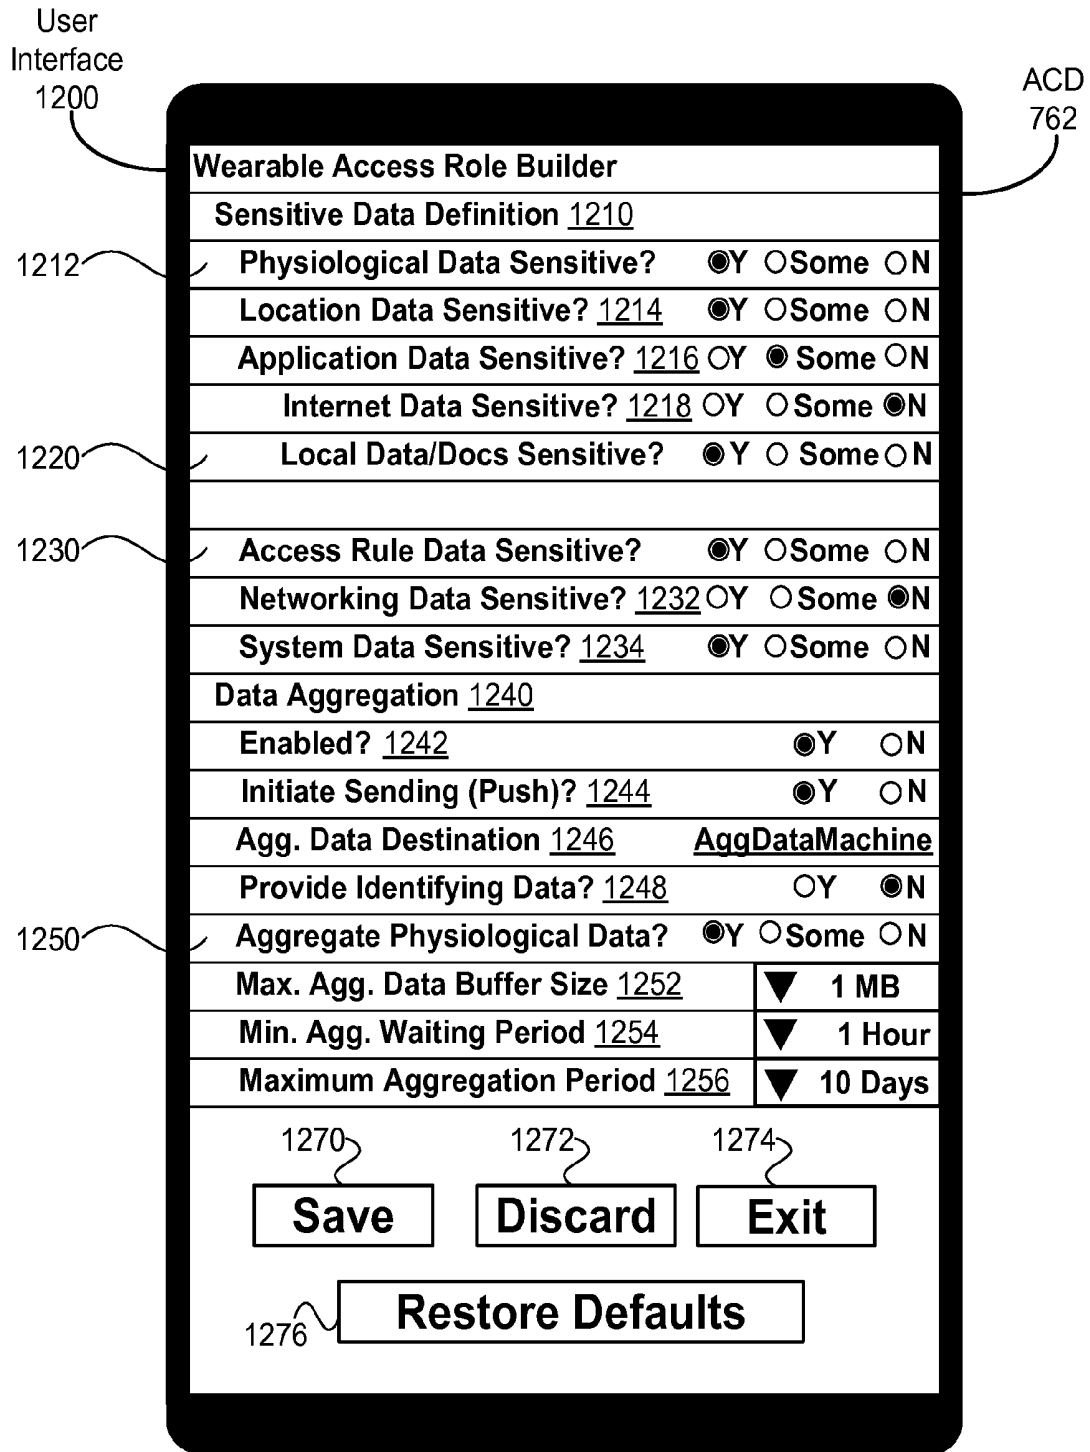 User
Interface
1200
ACD
762
Wearable Access Role Builder
Sensitive Data Definition 1210
1212 Physiological Data Sensitive? Y Some N
Location Data Sensitive? 1214 Y Some N
Application Data Sensitive? 1216 Y Some N
Internet Data Sensitive? 1218 Y Some N
1220 Local Data/Docs Sensitive? Y Some N
1230 Access Rule Data Sensitive? Y Some N
Networking Data Sensitive? 1232 Y Some N
System Data Sensitive? 1234 Y Some N
Data Aggregation 1240
Enabled? 1242 Y N
Initiate Sending (Push)? 1244 Y N
Agg. Data Destination 1246 AggDataMachine
Provide Identifying Data? 1248 Y N
1250 Aggregate Physiological Data? Y Some N
Max. Agg. Data Buffer Size 1252 1 MB
Min. Agg. Waiting Period 1254 1 Hour
Maximum Aggregation Period 1256 10 Days
1270 1272 1274
Save Discard Exit
Restore Defaults
1276